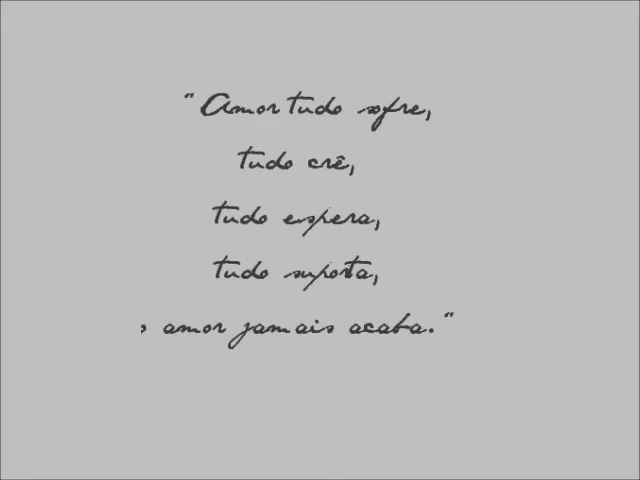 "Amor tudo sofre,
tudo crê,
tudo espera,
tudo suporta,
o amor jamais acaba."